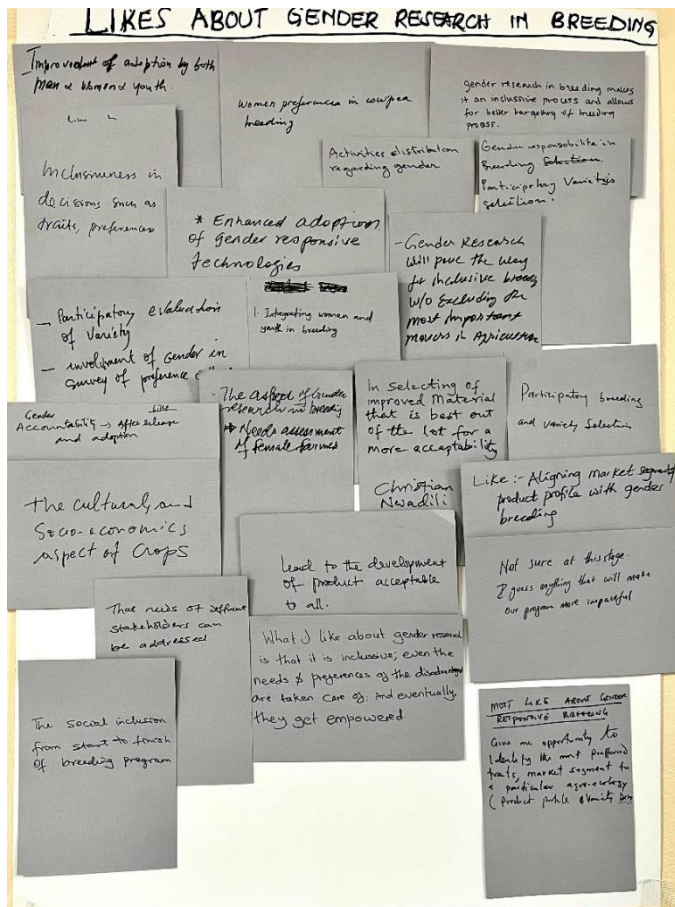 LIKES ABOUT GENDER RESEARCH IN BREEDING
Improvement of adoption by both
men & women & youth.
Women preferences in cowpea
breeding
gender research in breeding makes
it an inclussive process and allows
for better targeting of breeding
process.
Inclusiveness in
decisions such as
traits, preferences
Activities distribution
regarding gender
Gender responsabilite in
Breeding Selection
Participatory Varieties
selection.
* Enhanced adoption
of gender responsive
technologies
- Gender Research
will pave the way
for inclusive
w/o Excluding the
most important
movers in Agriculture
- Participatory evaluation
of Variety
- involvment of Gender in
survey of preference
1. Integrating women and
youth in breeding
- The aspect of Gender
research in breeding
→ Needs assessment
of female farmers
In selecting of
improved Material
that is best out
of the lot for a
more acceptability
Christian
Nwadili
Participatory breeding
and variety Selection
Gender Like
Accountability → after release
and adoption
The cultural and
Socio-economics
aspect of Crops
Like :- Aligning market segments/
product profile with gender
breeding
Lead to the development
of product acceptable
to all.
Not sure at this stage.
I guess anything that will make
our program more impactful
That needs of different
stakeholders can
be addressed
What I like about gender research
is that it is inclusive; even the
needs & preferences of the disadvantaged
are taken care of; And eventually,
they get empowered.
The social inclusion
from start to finish
of breeding program
MOST LIKE ABOUT GENDER
RESPONSIVE BREEDING
Give me opportunity to
Identify the most preffered
traits, market segment for
a particular agro-ecology
( Product profile & Variety